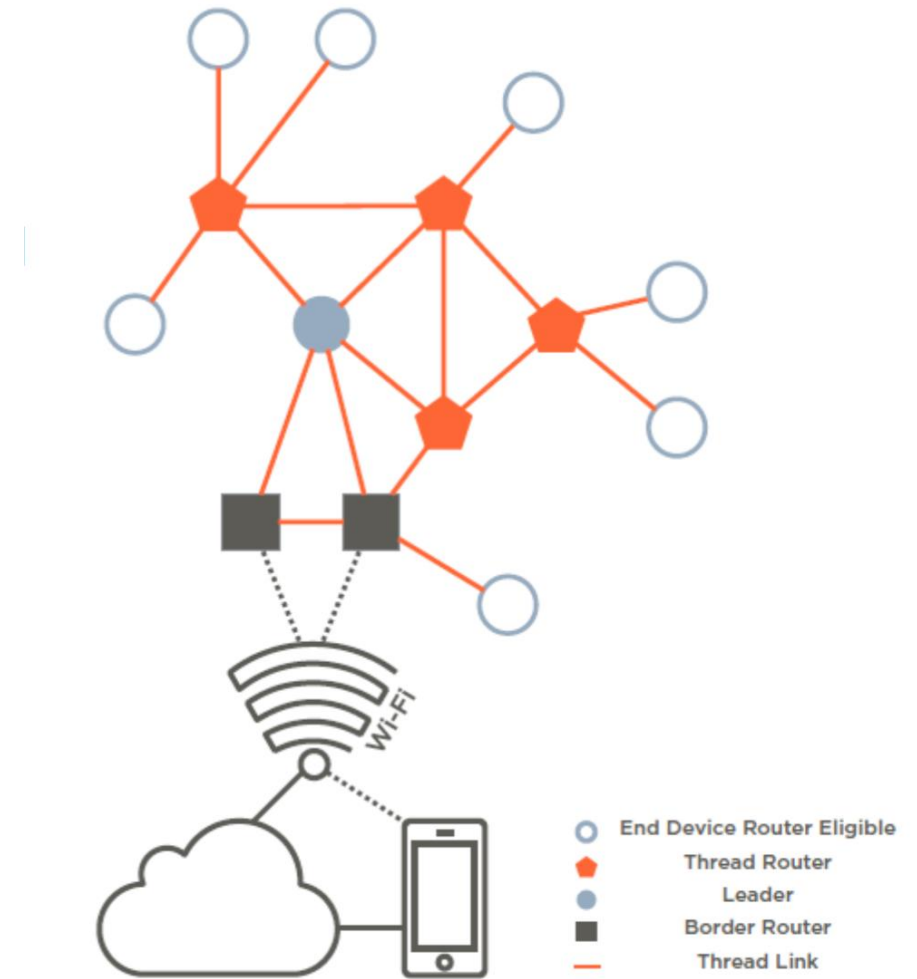 Wi-Fi
End Device Router Eligible
Thread Router
Leader
Border Router
Thread Link